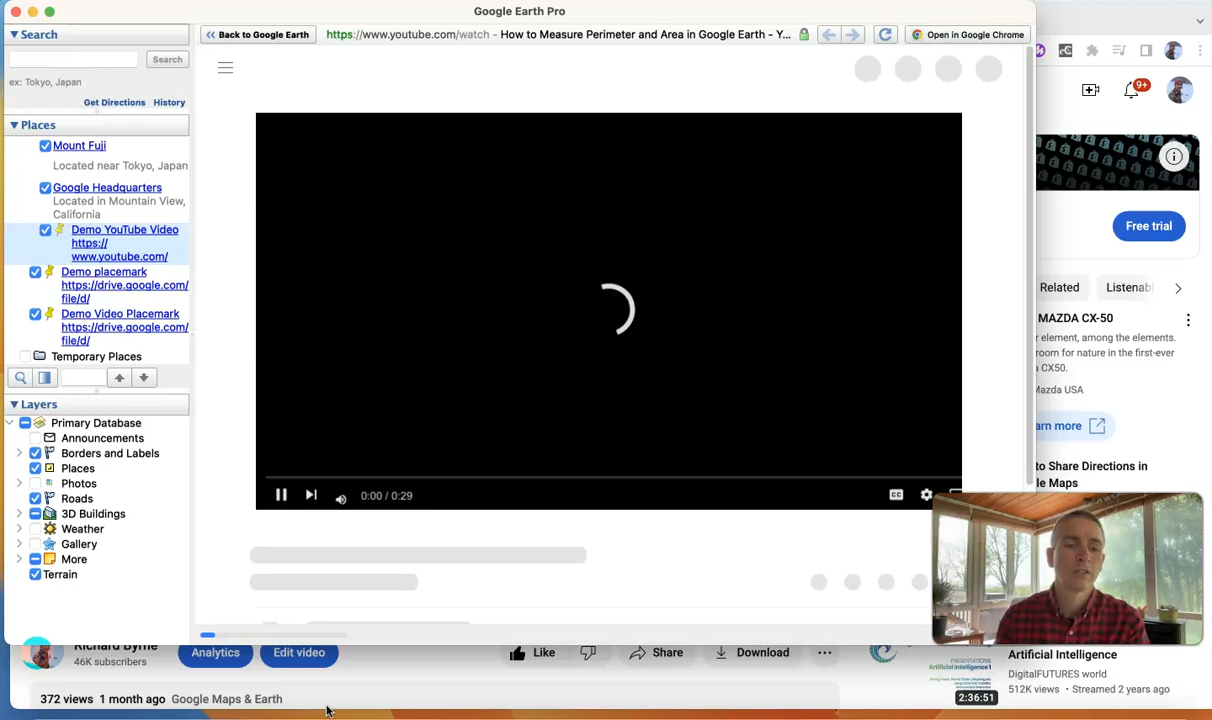 Google Earth Pro
Search
Back to Google Earth
https://www.youtube.com/watch - How to Measure Perimeter and Area in Google Earth - Y...
Open in Google Chrome
Search
ex: Tokyo, Japan
Get Directions History
9+
Places
Mount Fuji
Located near Tokyo, Japan
Google Headquarters
Located in Mountain View,
California
Demo YouTube Video
https://
www.youtube.com/
Demo placemark
https://drive.google.com/
file/d/
Demo Video Placemark
https://drive.google.com/
file/d/
Temporary Places
Layers
Primary Database
Announcements
Borders and Labels
Places
Photos
Roads
3D Buildings
Weather
Gallery
More
Terrain
0:00 / 0:29
CC
Free trial
Related
MAZDA CX-50
r element, among the elements.
room for nature in the first-ever
a CX50.
Mazda USA
arn more
to Share Directions in
e Maps
Richard Byrne
46K subscribers
Analytics
Edit video
Like
Share
Download
372 views 1 month ago Google Maps & Earth
2:36:51
Artificial Intelligence
DigitalFUTURES world
512K views • Streamed 2 years ago